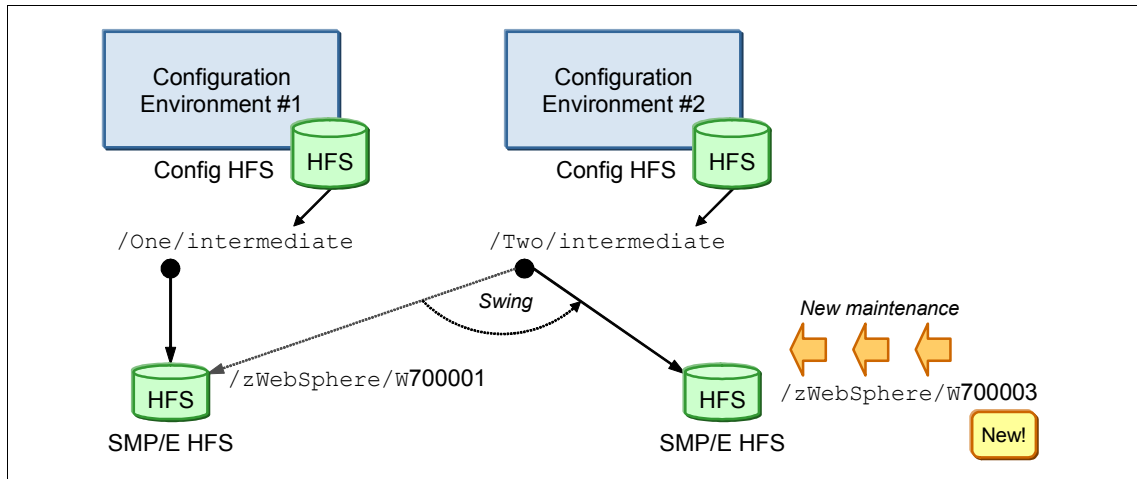 Configuration
Environment #1
HFS
Config HFS
Configuration
Environment #2
HFS
Config HFS
/One/intermediate
/Two/intermediate
Swing
New maintenance
HFS
/zWebSphere/W700001
SMP/E HFS
HFS
/zWebSphere/W700003
SMP/E HFS
New!